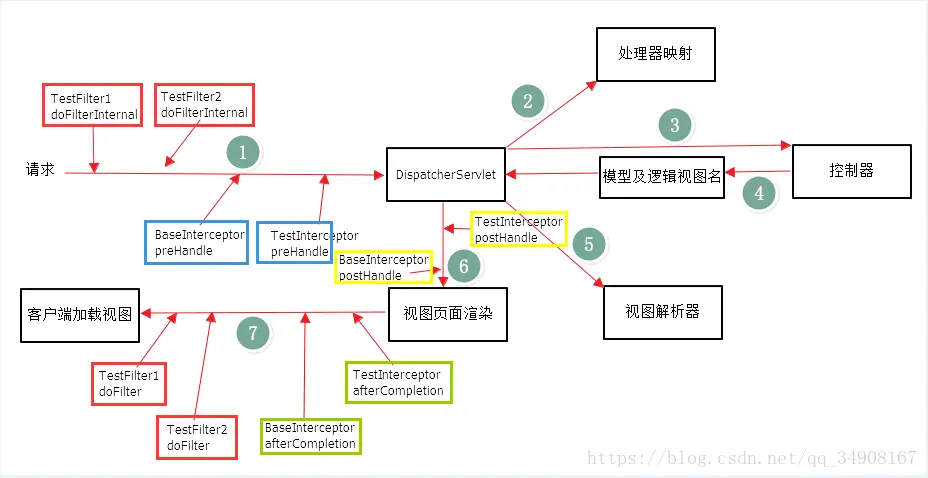 处理器映射
TestFilter1
doFilterInternal
TestFilter2
doFilterInternal
2
3
1
请求
DispatcherServlet
模型及逻辑视图名
控制器
4
BaseInterceptor
preHandle
TestInterceptor
preHandle
TestInterceptor
postHandle
5
BaseInterceptor
postHandle
6
客户端加载视图
视图页面渲染
视图解析器
7
TestFilter1
doFilter
TestInterceptor
afterCompletion
TestFilter2
doFilter
BaseInterceptor
afterCompletion
https://blog.csdn.net/qq_34908167